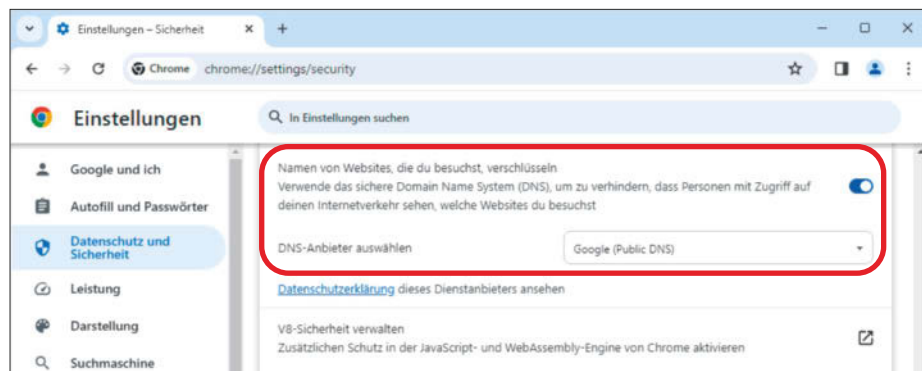 Einstellungen – Sicherheit
Chrome
chrome://settings/security
Einstellungen
In Einstellungen suchen
Google und ich
Autofill und Passwörter
Datenschutz und
Sicherheit
Leistung
Darstellung
Suchmaschine
Namen von Websites, die du besuchst, verschlüsseln
Verwende das sichere Domain Name System (DNS), um zu verhindern, dass Personen mit Zugriff auf
deinen Internetverkehr sehen, welche Websites du besuchst
DNS-Anbieter auswählen
Google (Public DNS)
Datenschutzerklärung dieses Dienstanbieters ansehen
V8-Sicherheit verwalten
Zusätzlichen Schutz in der JavaScript- und WebAssembly-Engine von Chrome aktivieren